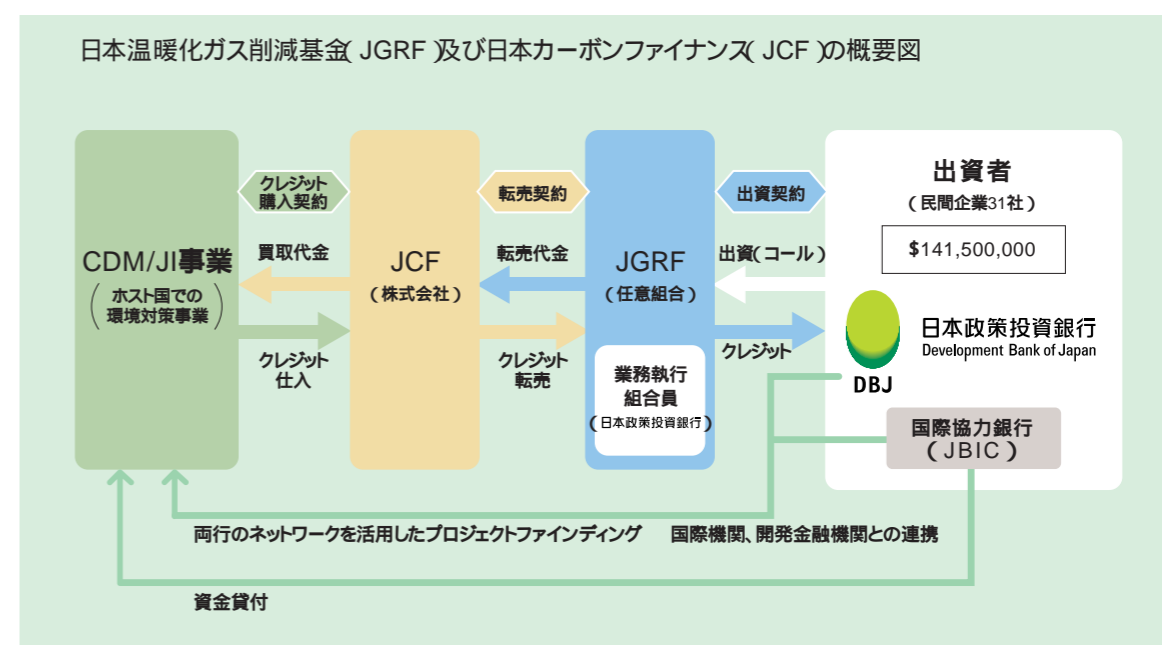 日本温暖化ガス削減基金(JGRF)及び日本カーボンファイナンス(JCF)の概要図
CDM/JI事業
(ホスト国での
環境対策事業)
クレジット
購入契約
買取代金
クレジット
仕入
JCF
(株式会社)
転売契約
転売代金
クレジット
転売
JGRF
(任意組合)
業務執行
組合員
(日本政策投資銀行)
出資契約
出資(コール)
クレジット
出資者
(民間企業31社)
$141,500,000
日本政策投資銀行
Development Bank of Japan
DBJ
国際協力銀行
(JBIC)
両行のネットワークを活用したプロジェクトファインディング 国際機関、開発金融機関との連携
資金貸付